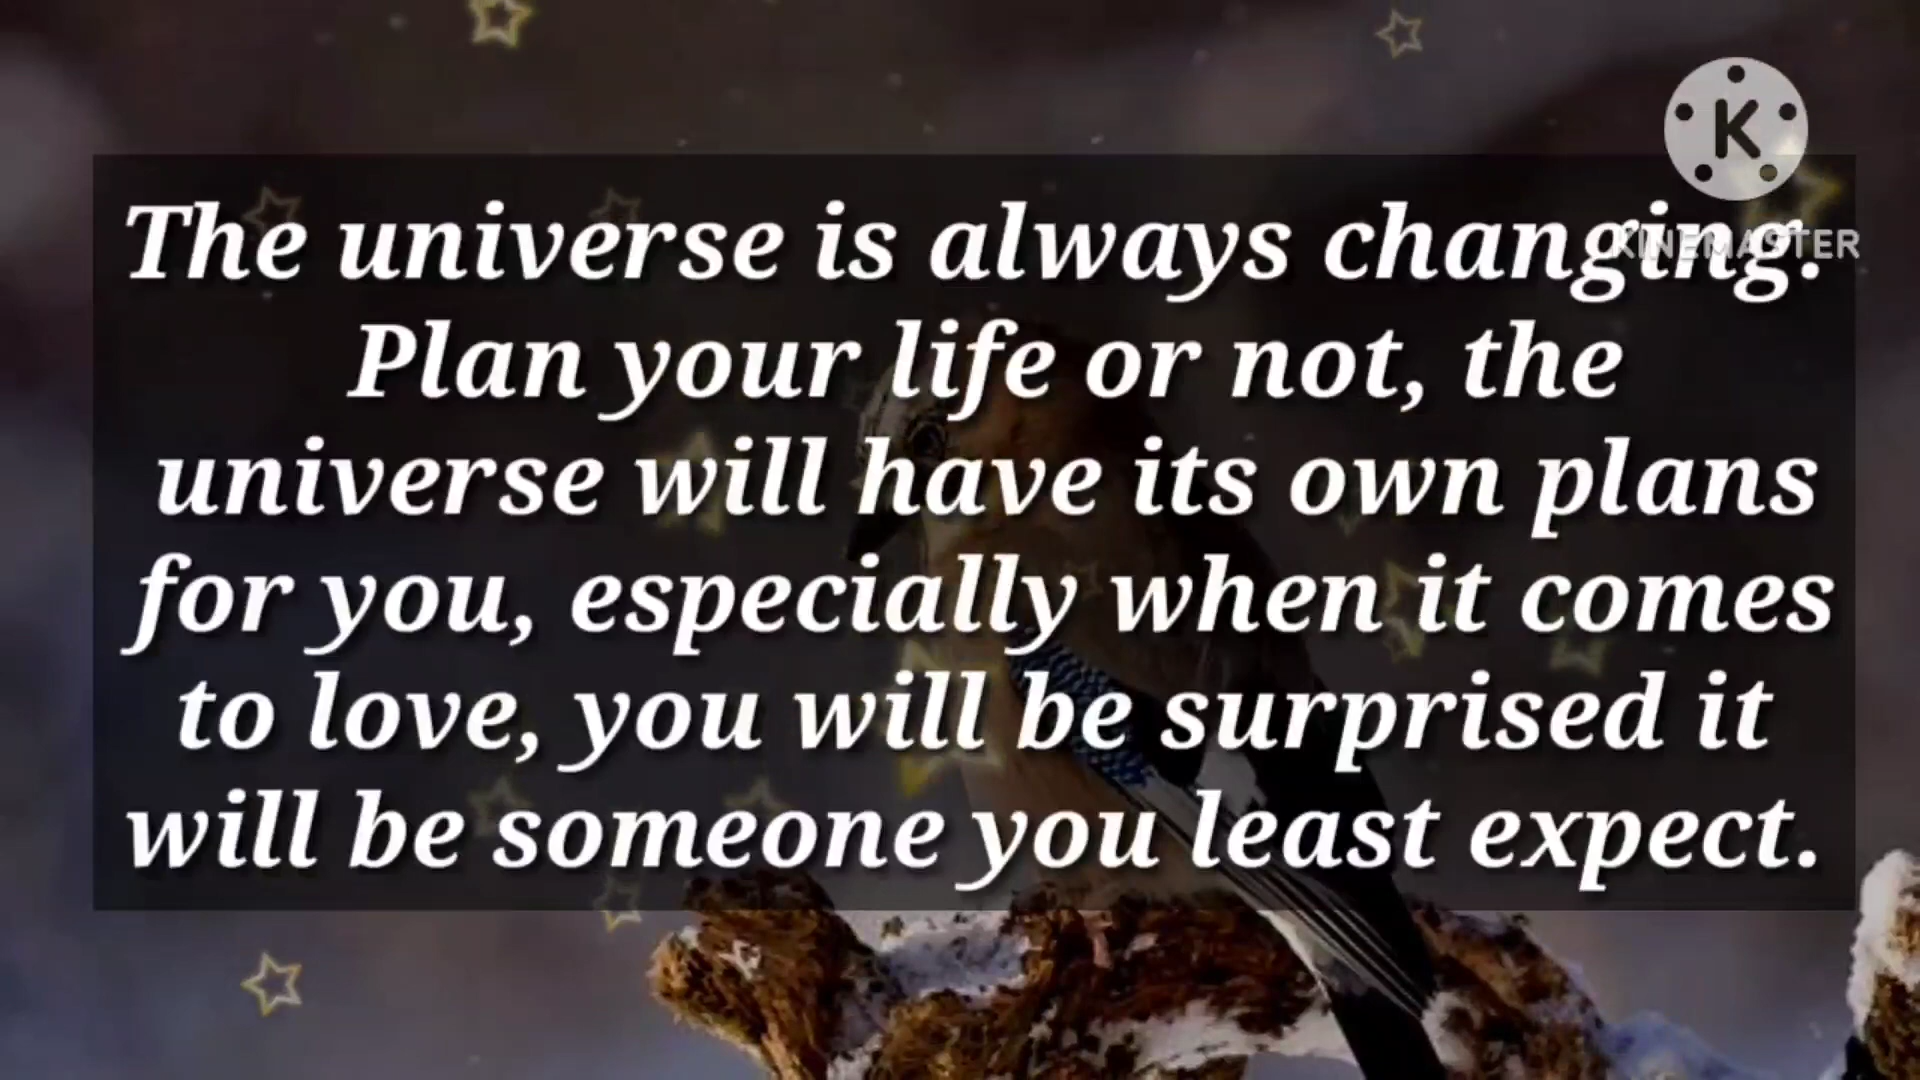 K
KINEMASTER
The universe is always changing.
Plan your life or not, the
universe will have its own plans
for you, especially when it comes
to love, you will be surprised it
will be someone you least expect.